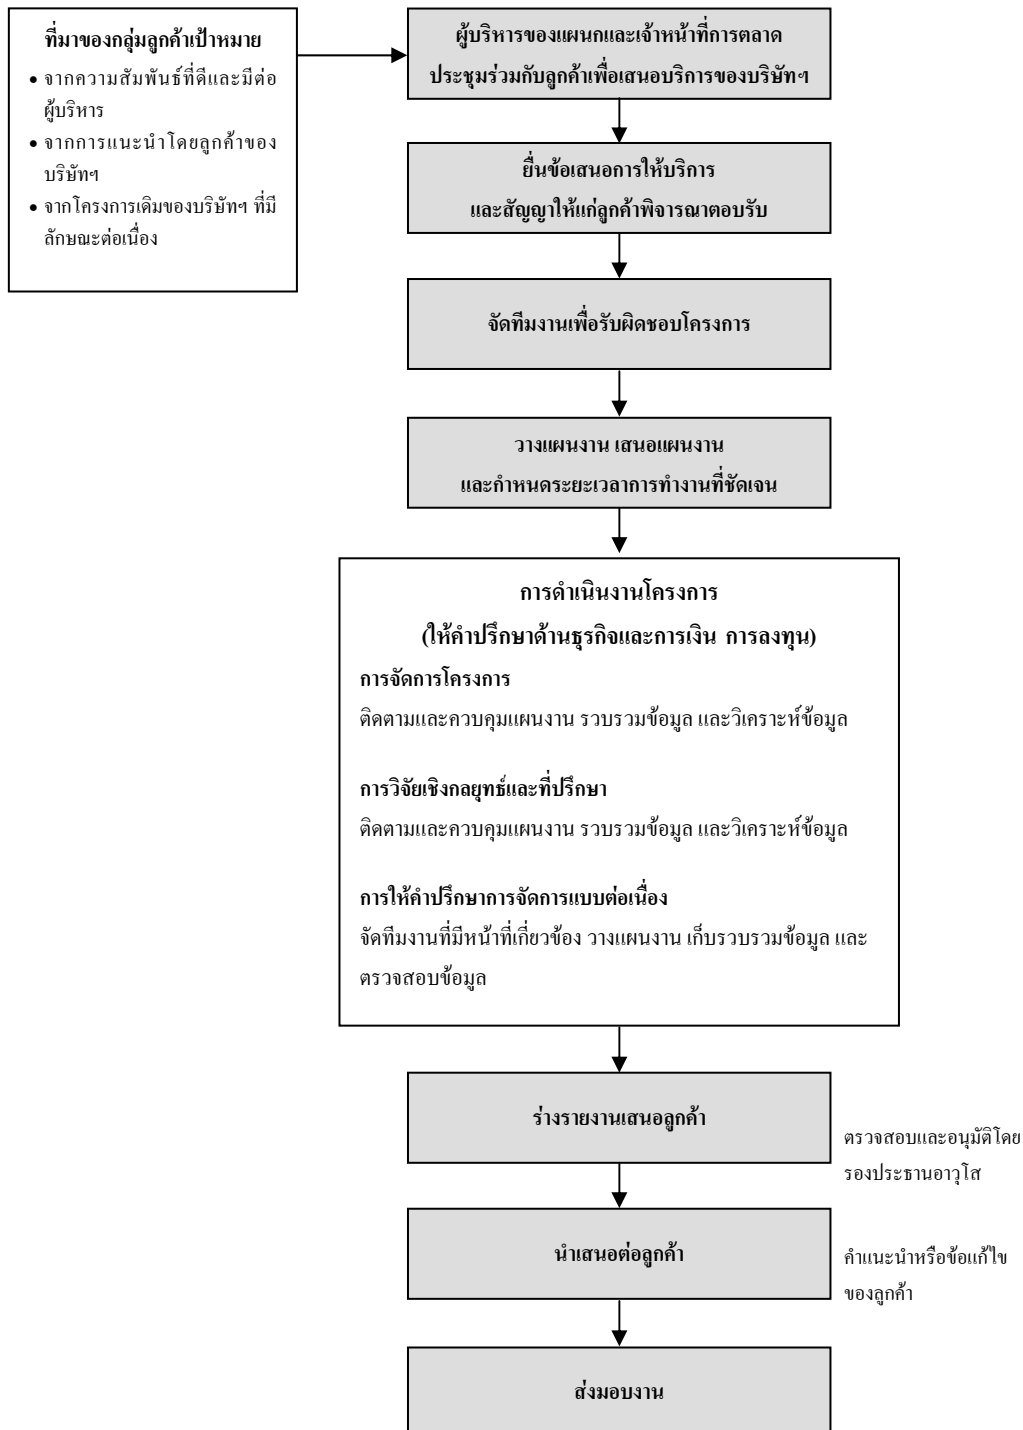 ที่มาของกลุ่มลูกค้าเป้าหมาย
• จากความสัมพันธ์ที่ดีและมีต่อ
ผู้บริหาร
• จากการแนะนำโดยลูกค้าของ
บริษัทฯ
• จากโครงการเดิมของบริษัทฯ ที่มี
ลักษณะต่อเนื่อง
ผู้บริหารของแผนกและเจ้าหน้าที่การตลาด
ประชุมร่วมกับลูกค้าเพื่อเสนอบริการของบริษัทฯ
ยื่นข้อเสนอการให้บริการ
และสัญญาให้แก่ลูกค้าพิจารณาตอบรับ
จัดทีมงานเพื่อรับผิดชอบโครงการ
วางแผนงาน เสนอแผนงาน
และกำหนดระยะเวลาการทำงานที่ชัดเจน
การดำเนินงานโครงการ
(ให้คำปรึกษาด้านธุรกิจและการเงิน การลงทุน)
การจัดการโครงการ
ติดตามและควบคุมแผนงาน รวบรวมข้อมูล และวิเคราะห์ข้อมูล
การวิจัยเชิงกลยุทธ์และที่ปรึกษา
ติดตามและควบคุมแผนงาน รวบรวมข้อมูล และวิเคราะห์ข้อมูล
การให้คำปรึกษาการจัดการแบบต่อเนื่อง
จัดทีมงานที่มีหน้าที่เกี่ยวข้อง วางแผนงาน เก็บรวบรวมข้อมูล และ
ตรวจสอบข้อมูล
ร่างรายงานเสนอลูกค้า
ตรวจสอบและอนุมัติโดย
รองประธานอาวุโส
นำเสนอต่อลูกค้า
คำแนะนำหรือข้อแก้ไข
ของลูกค้า
ส่งมอบงาน